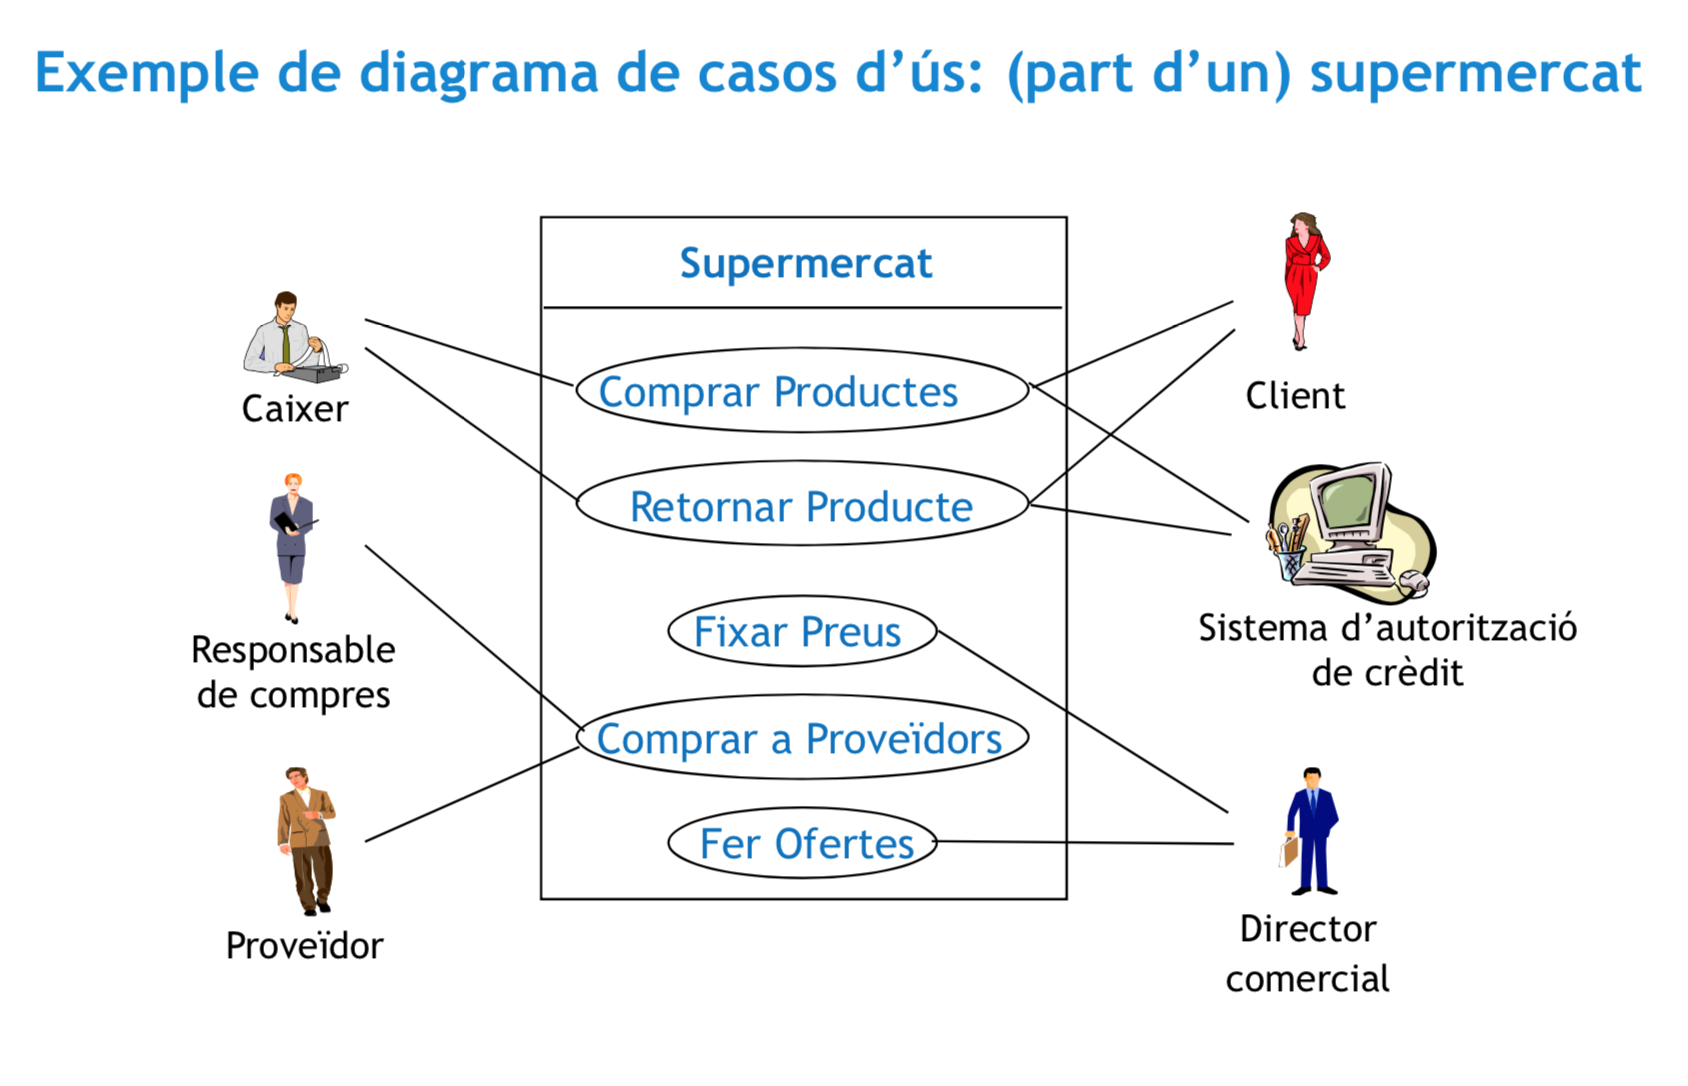 Exemple de diagrama de casos d’ús: (part d’un) supermercat
Supermercat
Comprar Productes
Retornar Producte
Fixar Preus
Comprar a Proveïdors
Fer Ofertes
Caixer
Responsable
de compres
Proveïdor
Client
Sistema d’autorització
de crèdit
Director
comercial